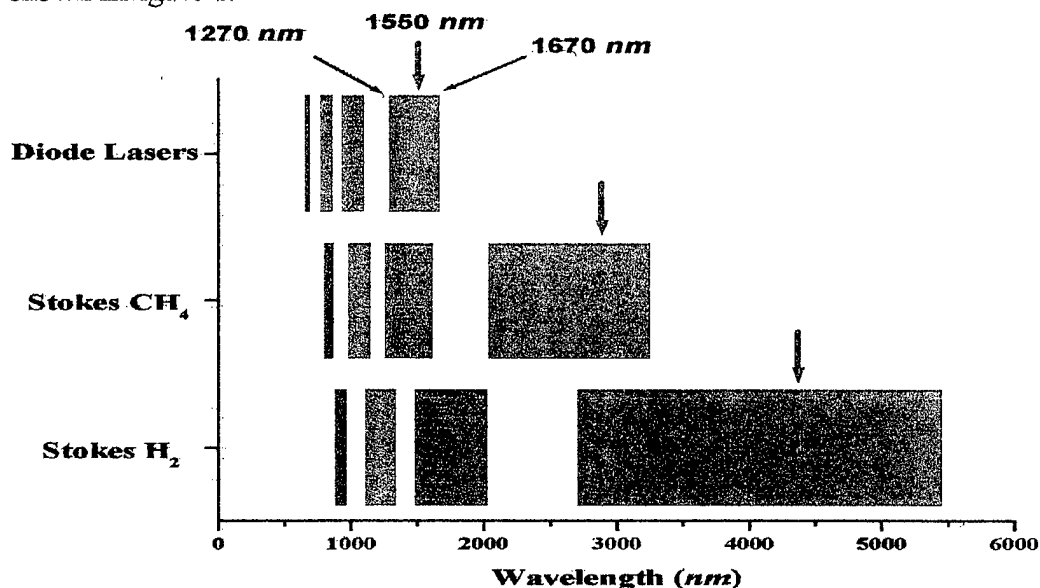 1550 nm
1270 nm
1670 nm
Diode Lasers
Stokes CH₄
Stokes H₂
0 1000 2000 3000 4000 5000 6000
Wavelength (nm)